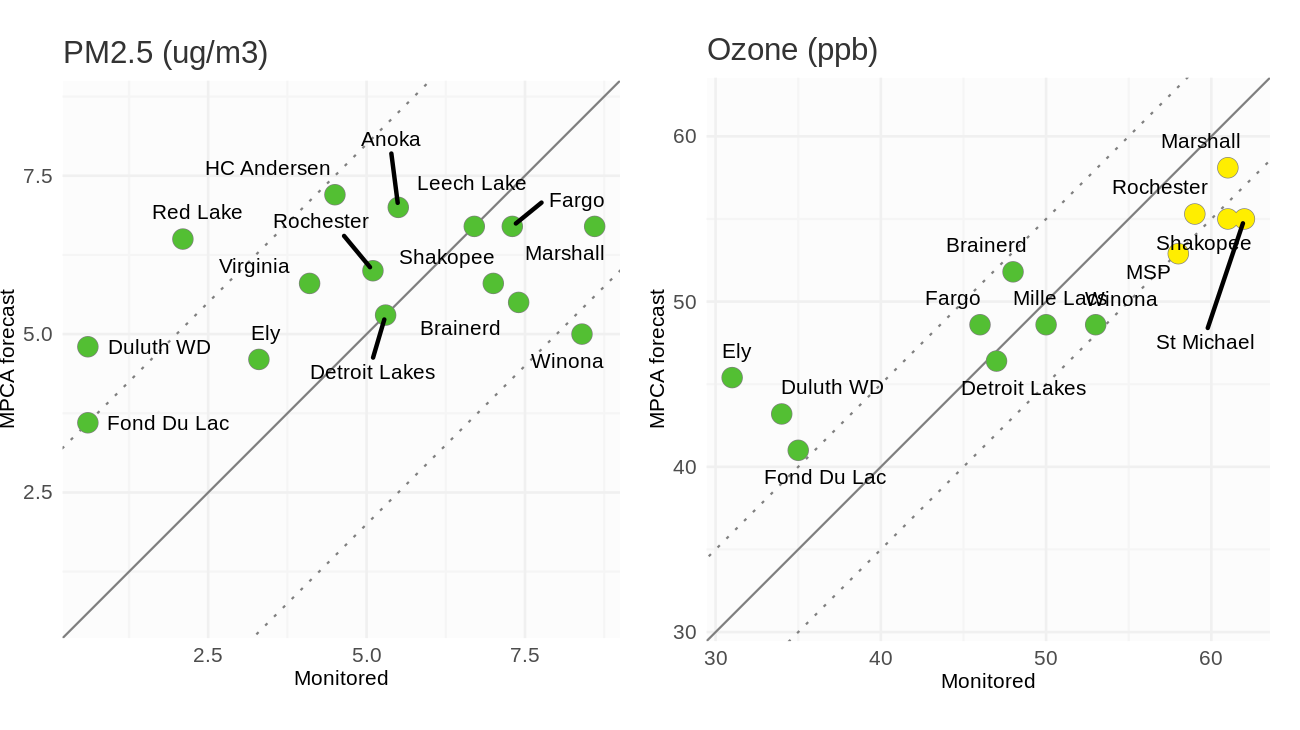 PM2.5 (ug/m3)
Anoka
HC Andersen
7.5
Leech Lake
Fargo
Red Lake
Rochester
Shakopee
Marshall
Virginia
MPCA forecast
5.0
Ely
Duluth WD
Brainerd
Winona
Detroit Lakes
Fond Du Lac
2.5
2.5 5.0 7.5
Monitored
Ozone (ppb)
60
Marshall
Rochester
Brainerd
Shakopee
MSP
50
Fargo
Mille Lacs
Winona
St Michael
MPCA forecast
Ely
Duluth WD
Detroit Lakes
40
Fond Du Lac
30
30 40 50 60
Monitored